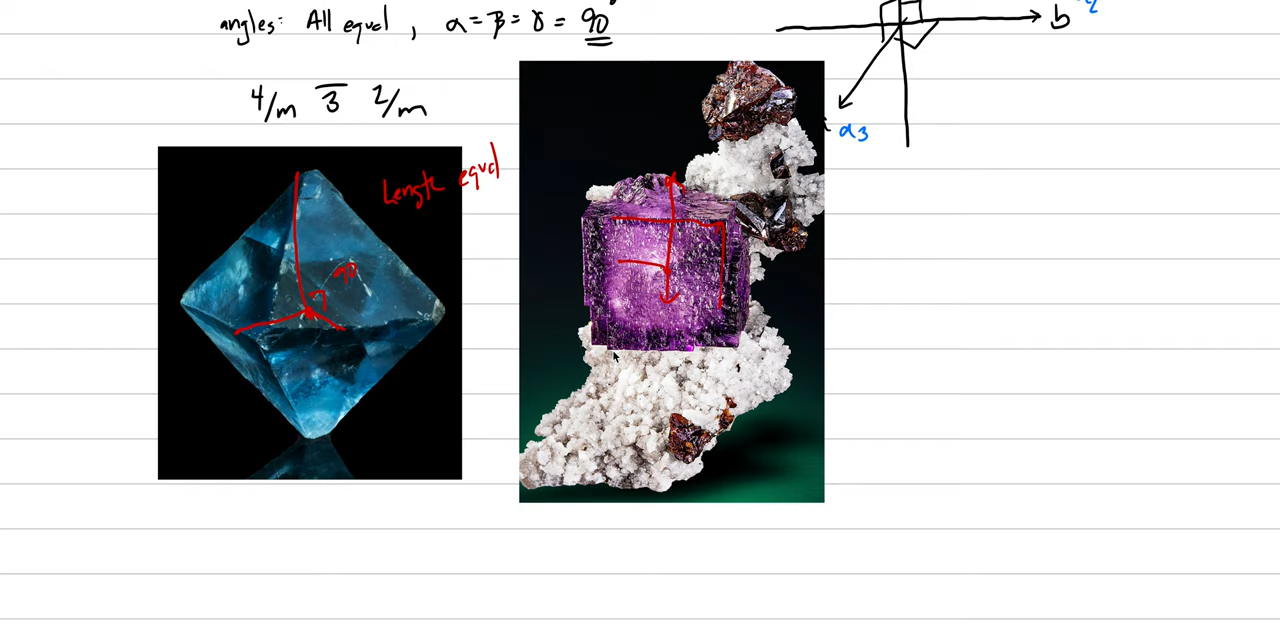 angles: All equal , α = β = γ = 90°
b
a3
4/m 3̅ 2/m
Length equal
90